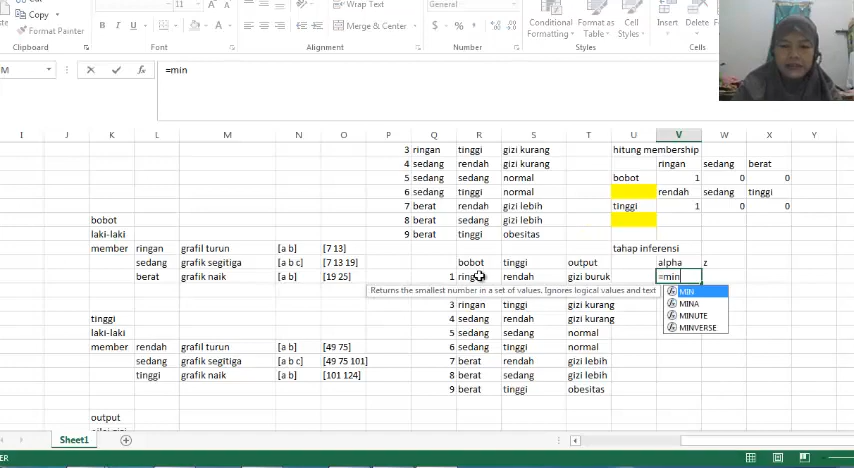 Cut
Copy
Format Painter
Clipboard
B I U
Font
Wrap Text
Merge & Center
Alignment
General
$ % ,
Number
Conditional Formatting
Format as Table
Cell Styles
Styles
Insert
Delete
Cells
fx =min
I J K L M N O P Q R S T U V W X Y
3 ringan tinggi gizi kurang hitung membership
4 sedang rendah gizi kurang ringan sedang berat
5 sedang sedang normal bobot 1 0 0
6 sedang tinggi normal rendah sedang tinggi
7 berat rendah gizi lebih tinggi 1 0 0
bobot 8 berat sedang gizi lebih
laki-laki 9 berat tinggi obesitas
member ringan grafil turun [a b] [7 13] tahap inferensi
sedang grafil segitiga [a b c] [7 13 19] bobot tinggi output alpha z
berat grafik naik [a b] [19 25] 1 rendah gizi buruk =min
Returns the smallest number in a set of values. Ignores logical values and text
MIN
3 ringan tinggi gizi kurang
MINA
tinggi 4 sedang rendah gizi kurang
MINUTE
laki-laki 5 sedang sedang normal
MINVERSE
member rendah grafil turun [a b] [49 75] 6 sedang tinggi normal
sedang grafil segitiga [a b c] [49 75 101] 7 berat rendah gizi lebih
tinggi grafik naik [a b] [101 124] 8 berat sedang gizi lebih
9 berat tinggi obesitas
output
Sheet1